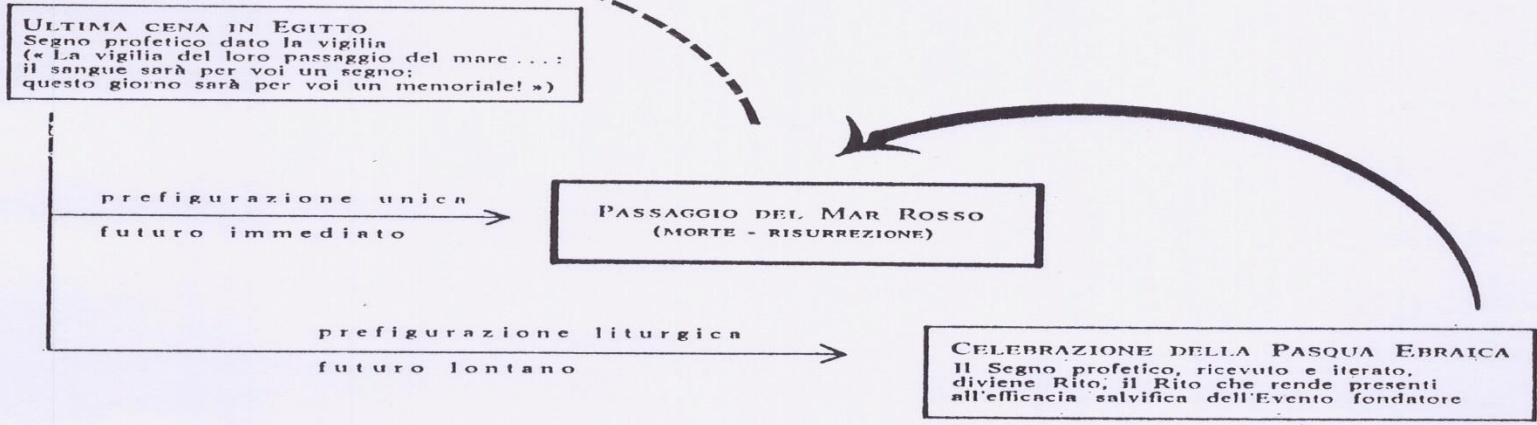 ULTIMA CENA IN EGITTO
Segno profetico dato la vigilia
(« La vigilia del loro passaggio del mare . . . :
il sangue sarà per voi un segno;
questo giorno sarà per voi un memoriale! »)
prefigurazione unica
futuro immediato
PASSAGGIO DEL MAR ROSSO
(MORTE - RISURREZIONE)
prefigurazione liturgica
futuro lontano
CELEBRAZIONE DELLA PASQUA EBRAICA
Il Segno profetico, ricevuto e iterato,
diviene Rito, il Rito che rende presenti
all'efficacia salvifica dell'Evento fondatore